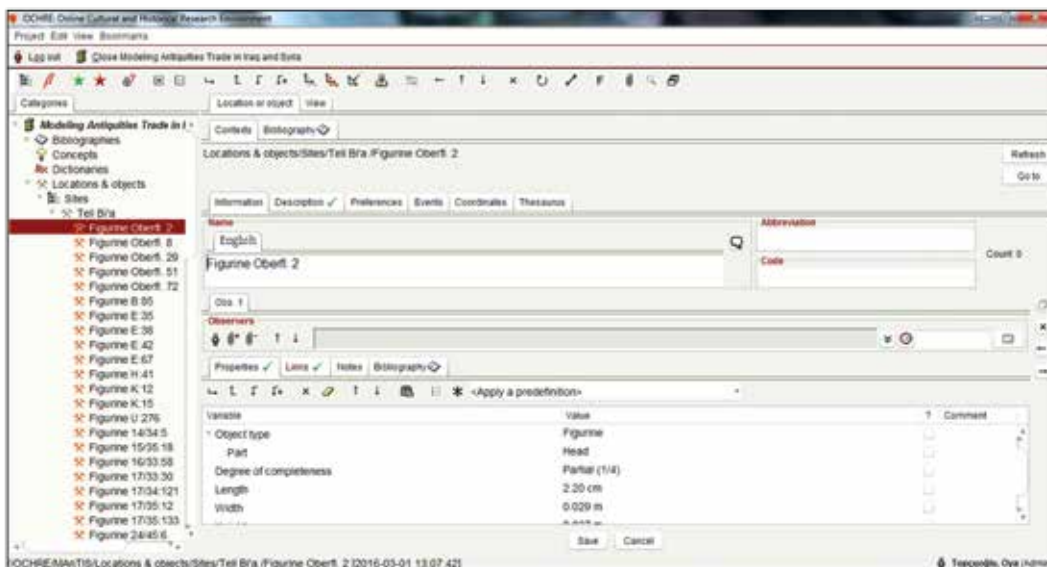 OCHRE: Online Cultural and Historical Research Environment
Project Edit View Bookmarks
Log out Close Modeling Antiquities Trade in Iraq and Syria
Categories
Location or object View
Modeling Antiquities Trade in I
Contexts Bibliography
Bibliographies
Concepts
Locations & objects/Sites/Tell Bi'a /Figurine Oberfl. 2
Refresh
Abc Dictionaries
Go to
Locations & objects
Sites
Information Description ✓ Preferences Events Coordinates Thesaurus
Tell Bi'a
Name
Abbreviation
Figurine Oberfl. 2
English
Count: 0
Figurine Oberfl. 8
Code
Figurine Oberfl. 29
Figurine Oberfl. 2
Figurine Oberfl. 51
Figurine Oberfl. 72
Obs. 1
Figurine B:85
Observers
Figurine E:35
Figurine E:38
Figurine E:42
Figurine E:67
Properties ✓ Links ✓ Notes Bibliography
Figurine H:41
Figurine K:12
<Apply a predefinition>
Figurine K:15
Figurine U:276
Variable Value ? Comment
Figurine 14/34:5
Object type Figurine
Figurine 15/35:18
Part Head
Figurine 16/33:58
Degree of completeness Partial (1/4)
Figurine 17/33:30
Length 2.20 cm
Figurine 17/34:121
Width 0.029 m
Figurine 17/35:12
Figurine 17/35:133
Figurine 24/45:6
Save Cancel
/OCHRE/MAnTIS/Locations & objects/Sites/Tell Bi'a /Figurine Oberfl. 2 [2016-03-01 13:07:42]
Topçuoğlu, Oya